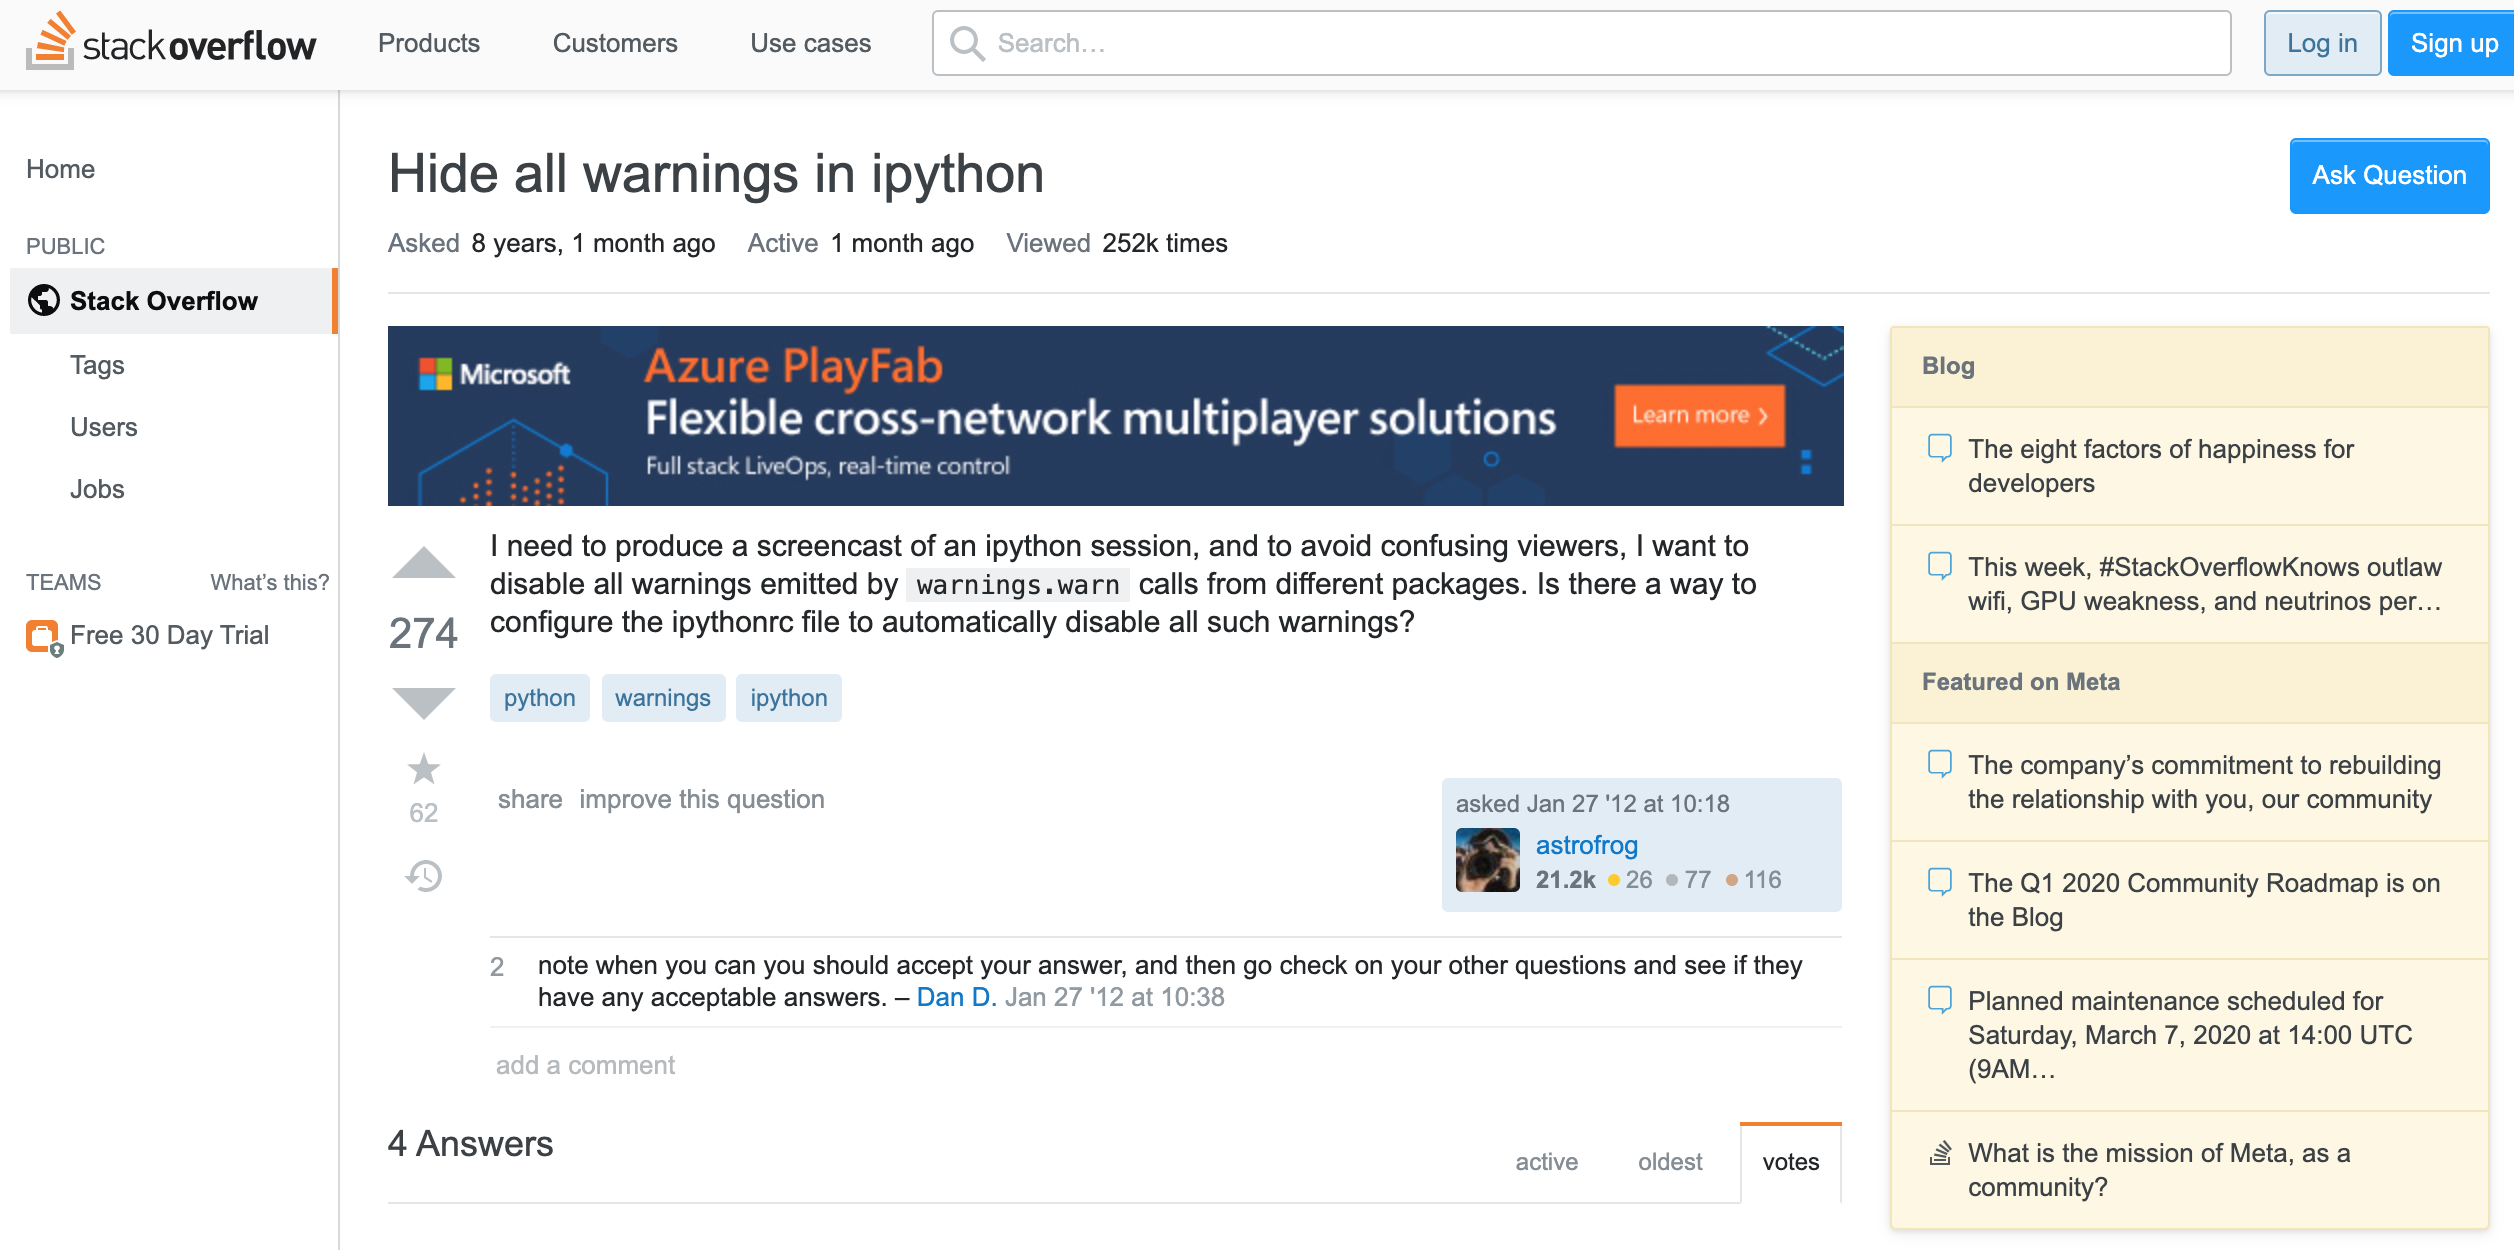 stackoverflow
Products
Customers
Use cases
Search…
Log in
Sign up
Home
PUBLIC
Stack Overflow
Tags
Users
Jobs
TEAMS
What's this?
Free 30 Day Trial
Hide all warnings in ipython
Ask Question
Asked 8 years, 1 month ago Active 1 month ago Viewed 252k times
Microsoft
Azure PlayFab
Flexible cross-network multiplayer solutions
Full stack LiveOps, real-time control
Learn more >
274
I need to produce a screencast of an ipython session, and to avoid confusing viewers, I want to
disable all warnings emitted by warnings.warn calls from different packages. Is there a way to
configure the ipythonrc file to automatically disable all such warnings?
python warnings ipython
62
share improve this question
asked Jan 27 '12 at 10:18
astrofrog
21.2k 26 77 116
2
note when you can you should accept your answer, and then go check on your other questions and see if they
have any acceptable answers. – Dan D. Jan 27 '12 at 10:38
add a comment
4 Answers
active oldest votes
Blog
The eight factors of happiness for
developers
This week, #StackOverflowKnows outlaw
wifi, GPU weakness, and neutrinos per…
Featured on Meta
The company’s commitment to rebuilding
the relationship with you, our community
The Q1 2020 Community Roadmap is on
the Blog
Planned maintenance scheduled for
Saturday, March 7, 2020 at 14:00 UTC
(9AM…
What is the mission of Meta, as a
community?